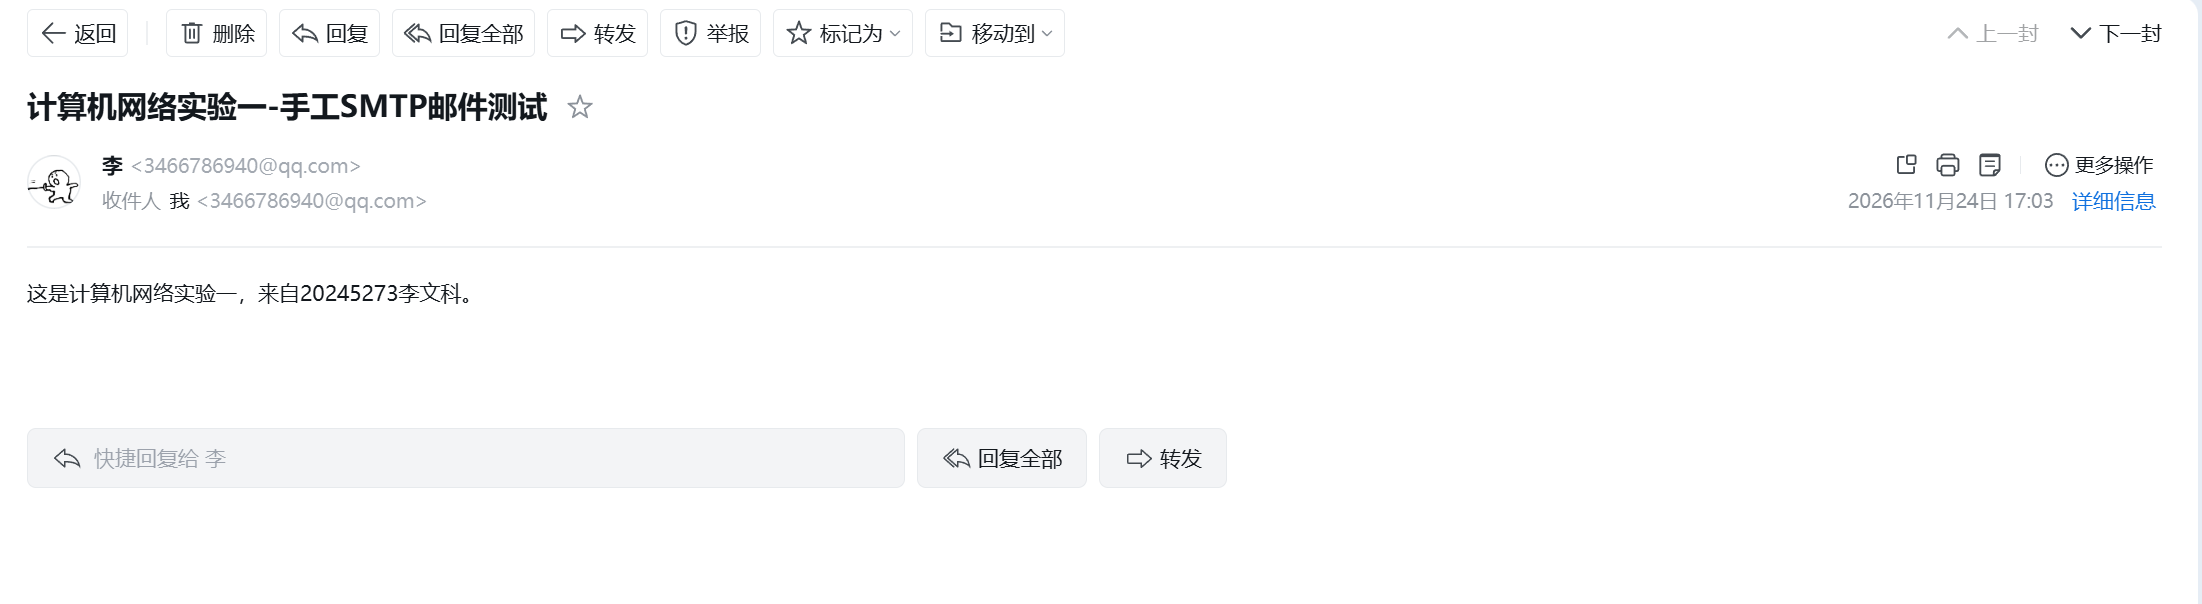 返回 删除 回复 回复全部 转发 举报 标记为 移动到 上一封 下一封
计算机网络实验一-手工SMTP邮件测试
李 <3466786940@qq.com> 更多操作
收件人 我 <3466786940@qq.com> 2026年11月24日 17:03 详细信息
这是计算机网络实验一，来自20245273李文科。
快捷回复给 李 回复全部 转发